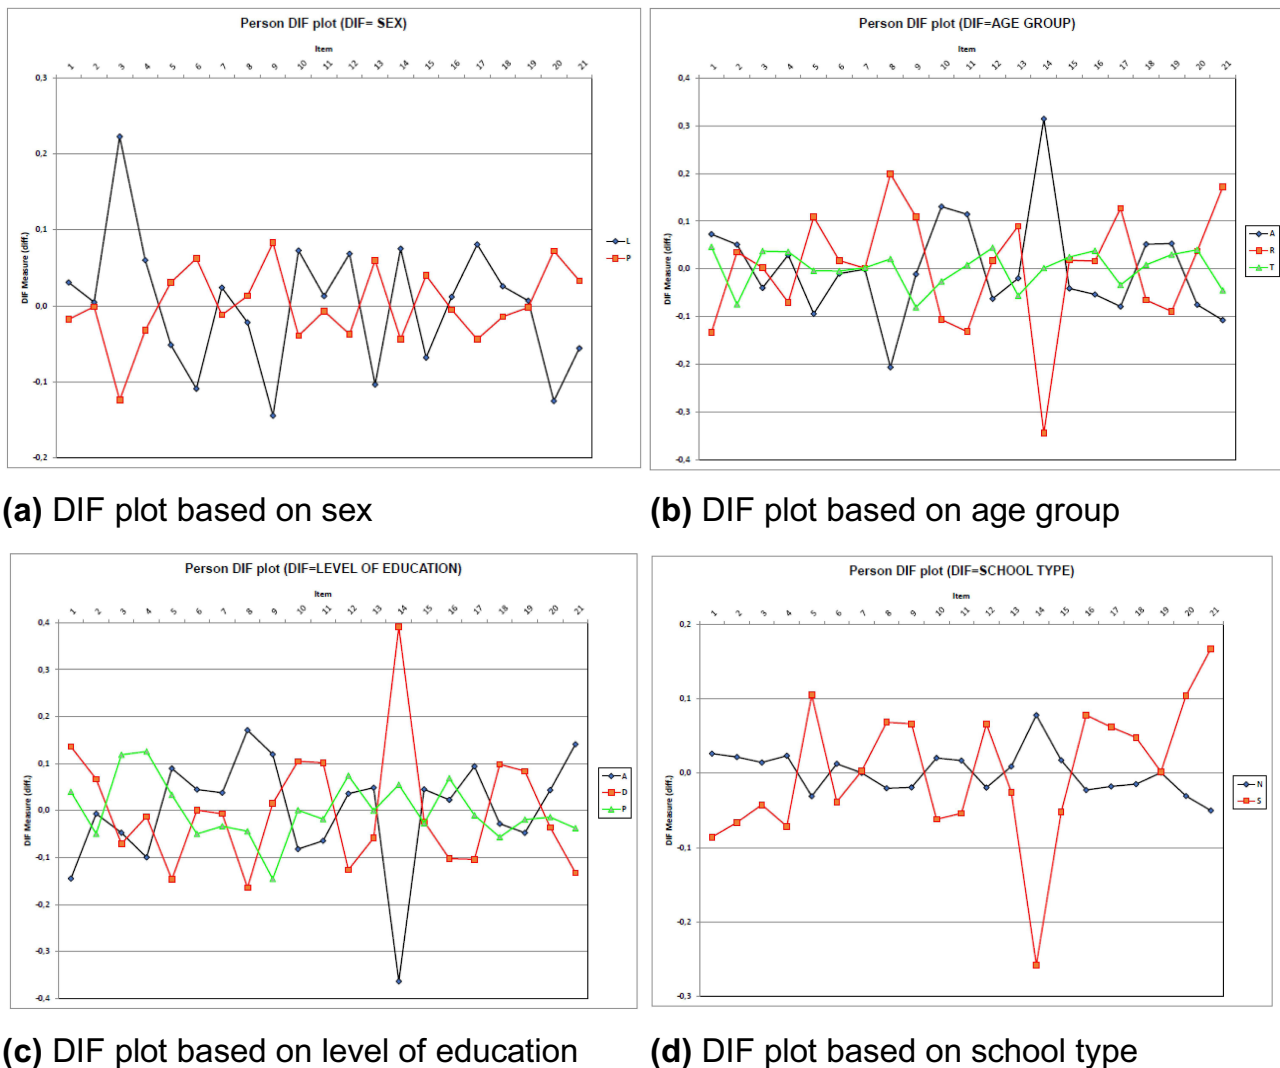 Person DIF plot (DIF= SEX)
Item
1 2 3 4 5 6 7 8 9 10 11 12 13 14 15 16 17 18 19 20 21
0,3
0,2
0,1
0,0
-0,1
-0,2
DIF Measure (diff.)
L
P
(a) DIF plot based on sex
Person DIF plot (DIF=AGE GROUP)
Item
1 2 3 4 5 6 7 8 9 10 11 12 13 14 15 16 17 18 19 20 21
0,4
0,3
0,2
0,1
0,0
-0,1
-0,2
-0,3
-0,4
DIF Measure (diff.)
A
R
T
(b) DIF plot based on age group
Person DIF plot (DIF=LEVEL OF EDUCATION)
Item
1 2 3 4 5 6 7 8 9 10 11 12 13 14 15 16 17 18 19 20 21
0,4
0,3
0,2
0,1
0,0
-0,1
-0,2
-0,3
-0,4
DIF Measure (diff.)
A
D
P
(c) DIF plot based on level of education
Person DIF plot (DIF=SCHOOL TYPE)
Item
1 2 3 4 5 6 7 8 9 10 11 12 13 14 15 16 17 18 19 20 21
0,2
0,1
0,0
-0,1
-0,2
-0,3
DIF Measure (diff.)
N
S
(d) DIF plot based on school type